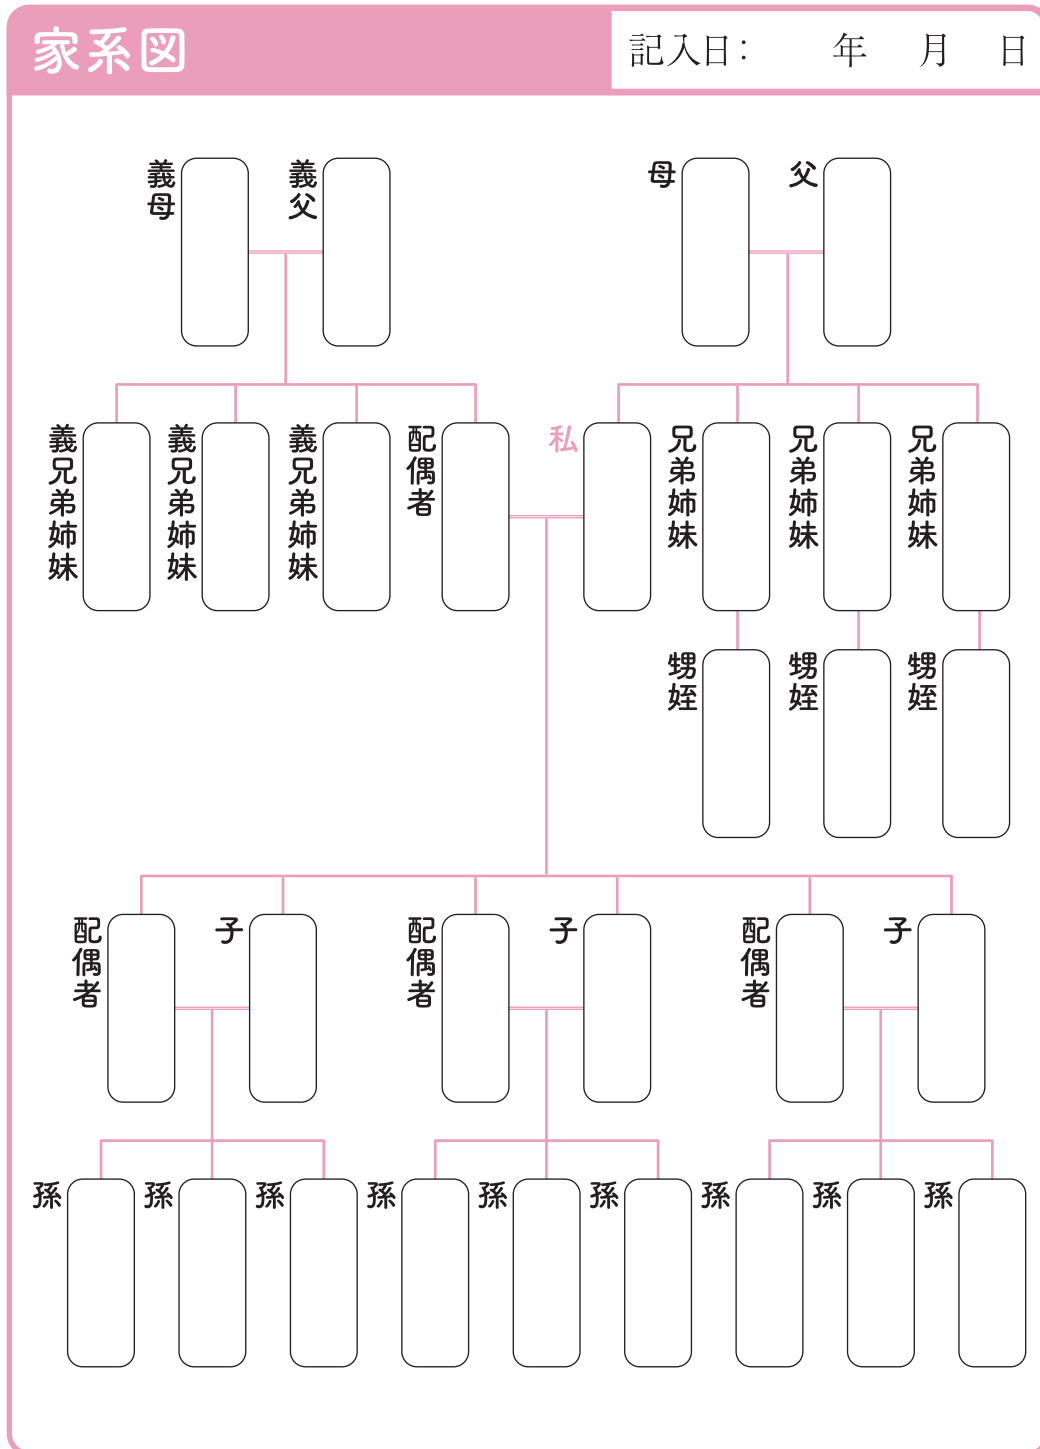 家系図
記入日： 年 月 日
義母
義父
母
父
義兄弟姉妹
義兄弟姉妹
義兄弟姉妹
配偶者
私
兄弟姉妹
兄弟姉妹
兄弟姉妹
甥姪
甥姪
甥姪
配偶者
子
配偶者
子
配偶者
子
孫
孫
孫
孫
孫
孫
孫
孫
孫